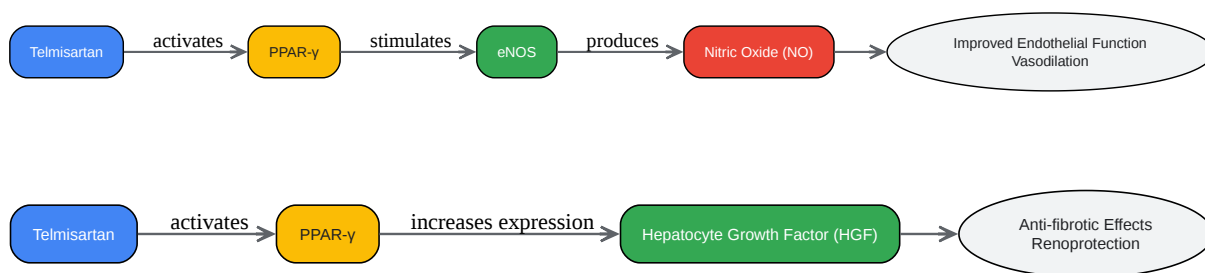 Telmisartan
activates
PPAR-γ
stimulates
eNOS
produces
Nitric Oxide (NO)
Improved Endothelial Function
Vasodilation
Telmisartan
activates
PPAR-γ
increases expression
Hepatocyte Growth Factor (HGF)
Anti-fibrotic Effects
Renoprotection